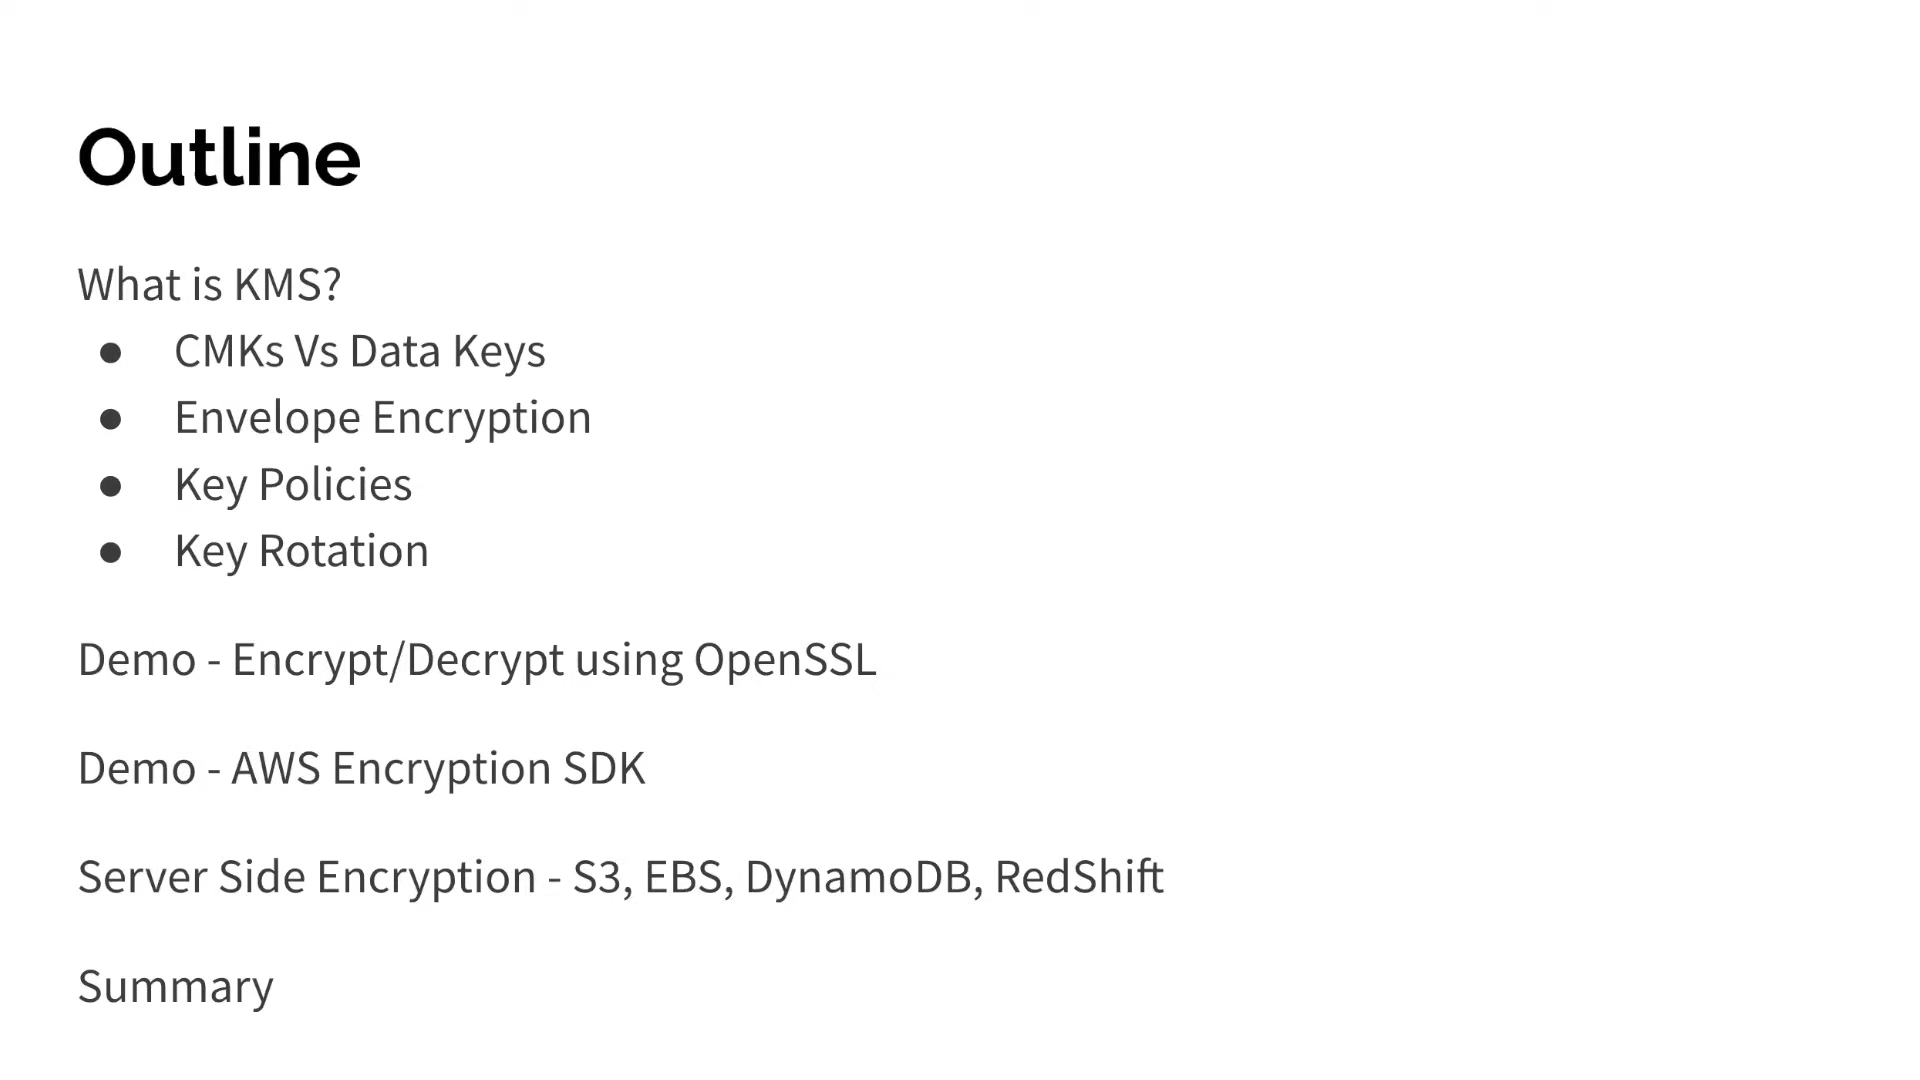 Outline
What is KMS?
● CMKs Vs Data Keys
● Envelope Encryption
● Key Policies
● Key Rotation
Demo - Encrypt/Decrypt using OpenSSL
Demo - AWS Encryption SDK
Server Side Encryption - S3, EBS, DynamoDB, RedShift
Summary